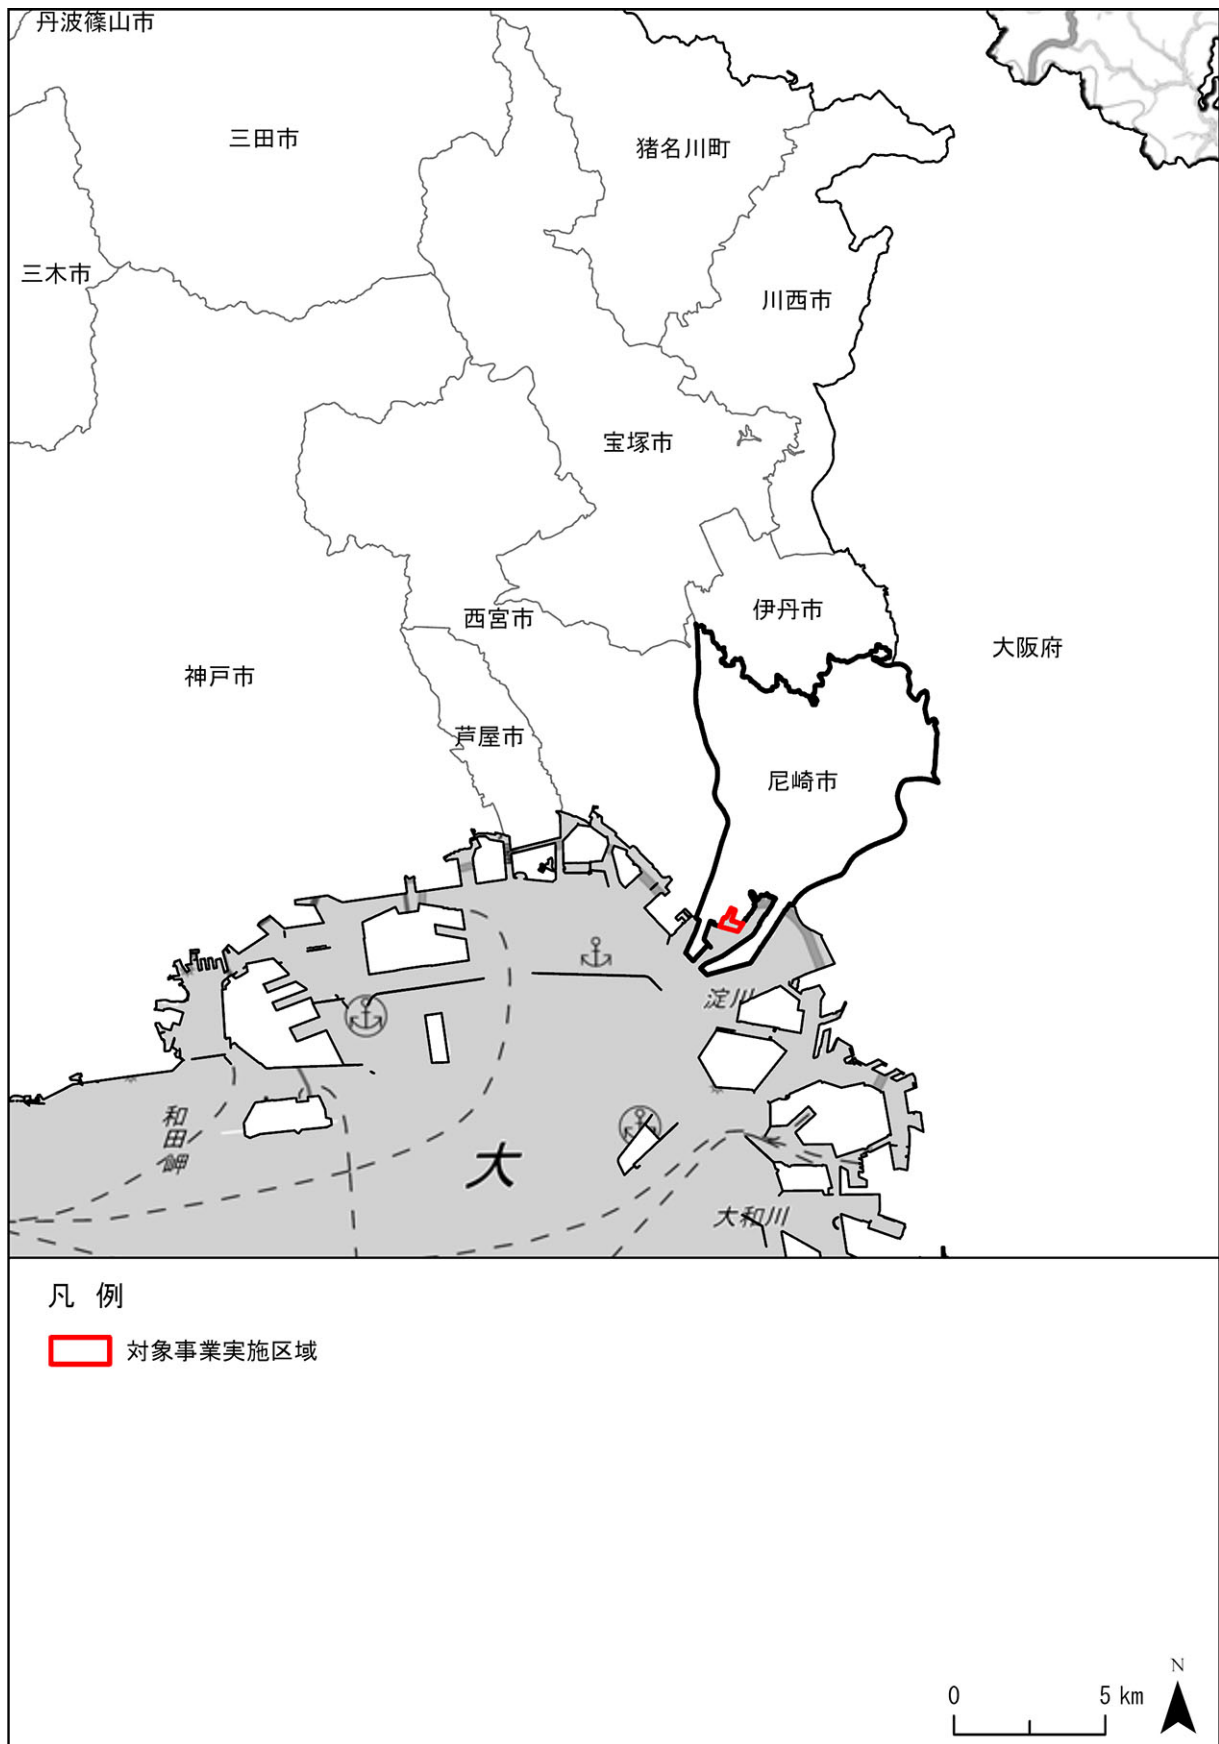 丹波篠山市
三田市
猪名川町
三木市
川西市
宝塚市
伊丹市
西宮市
大阪府
神戸市
芦屋市
尼崎市
淀川
和田岬
大
大和川
凡 例
対象事業実施区域
N
0 5 km